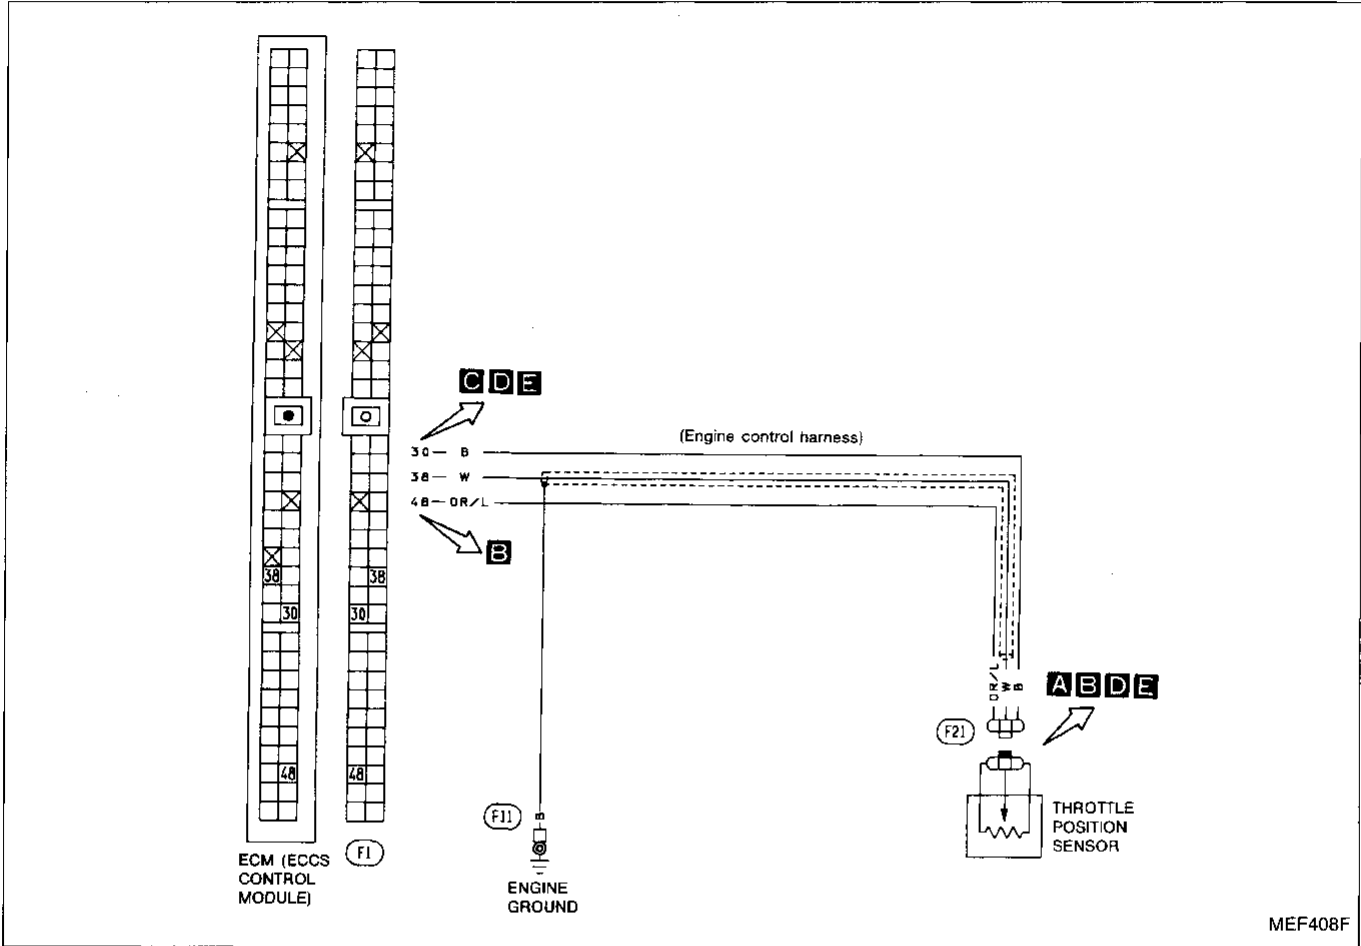 C D E
(Engine control harness)
30 — B
38 — W
48 — OR/L
B
38
38
30
30
48
48
OR/L
W
B
A B D E
F21
THROTTLE
POSITION
SENSOR
F11
B
F1
ECM (ECCS
CONTROL
MODULE)
ENGINE
GROUND
MEF408F